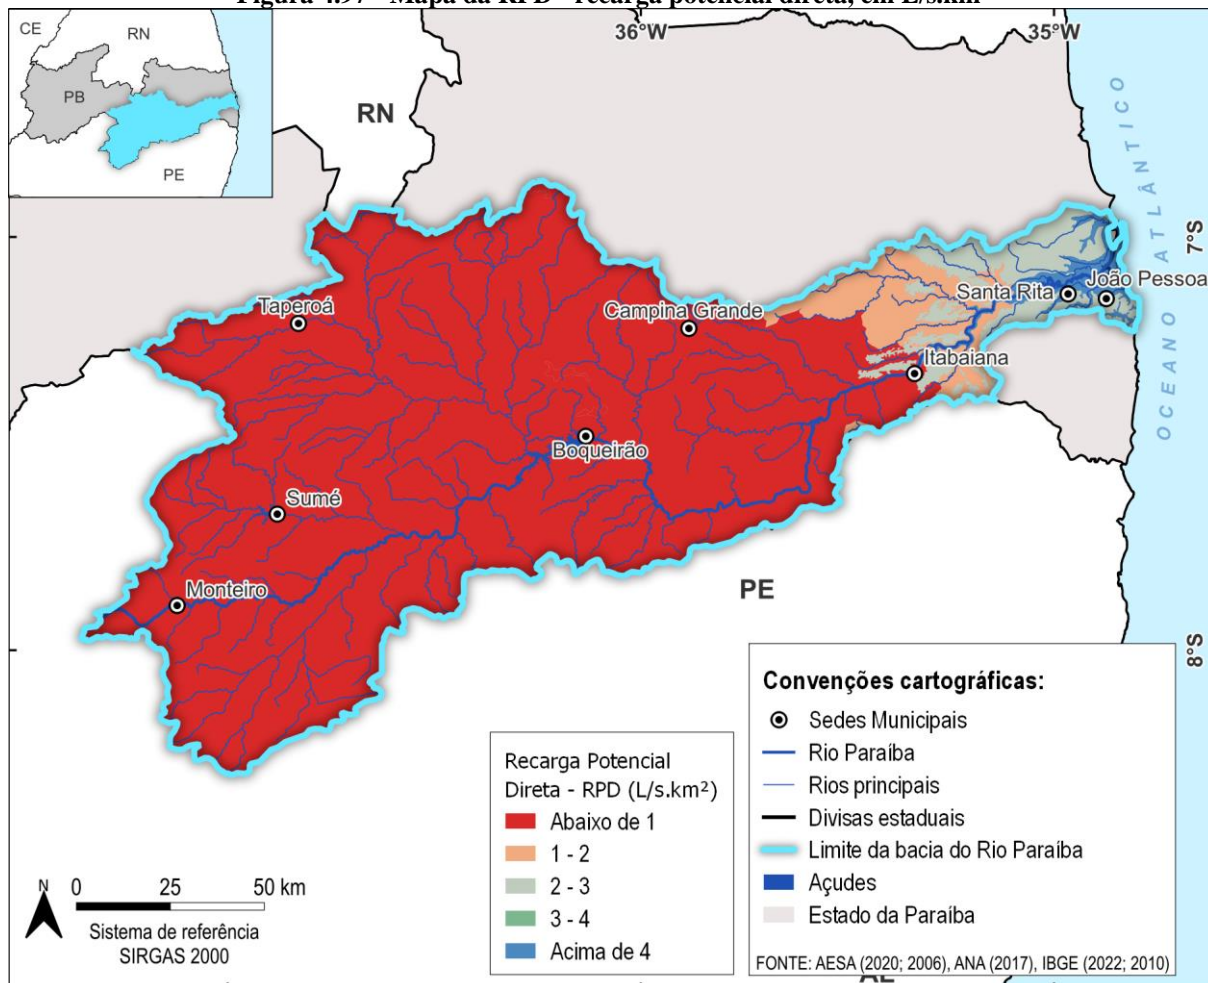 Figura 4.97 - Mapa da RPD - recarga potencial direta, em L/s.km²
36°W
35°W
CE
RN
PB
PE
RN
OCEANO ATLÂNTICO
7°S
Taperoá
Campina Grande
Santa Rita
João Pessoa
Itabaiana
Boqueirão
Sumé
Monteiro
PE
8°S
Recarga Potencial
Direta - RPD (L/s.km²)
Abaixo de 1
1 - 2
2 - 3
3 - 4
Acima de 4
Convenções cartográficas:
Sedes Municipais
Rio Paraíba
Rios principais
Divisas estaduais
Limite da bacia do Rio Paraíba
Açudes
Estado da Paraíba
FONTE: AESA (2020; 2006), ANA (2017), IBGE (2022; 2010)
N
0 25 50 km
Sistema de referência
SIRGAS 2000
AL